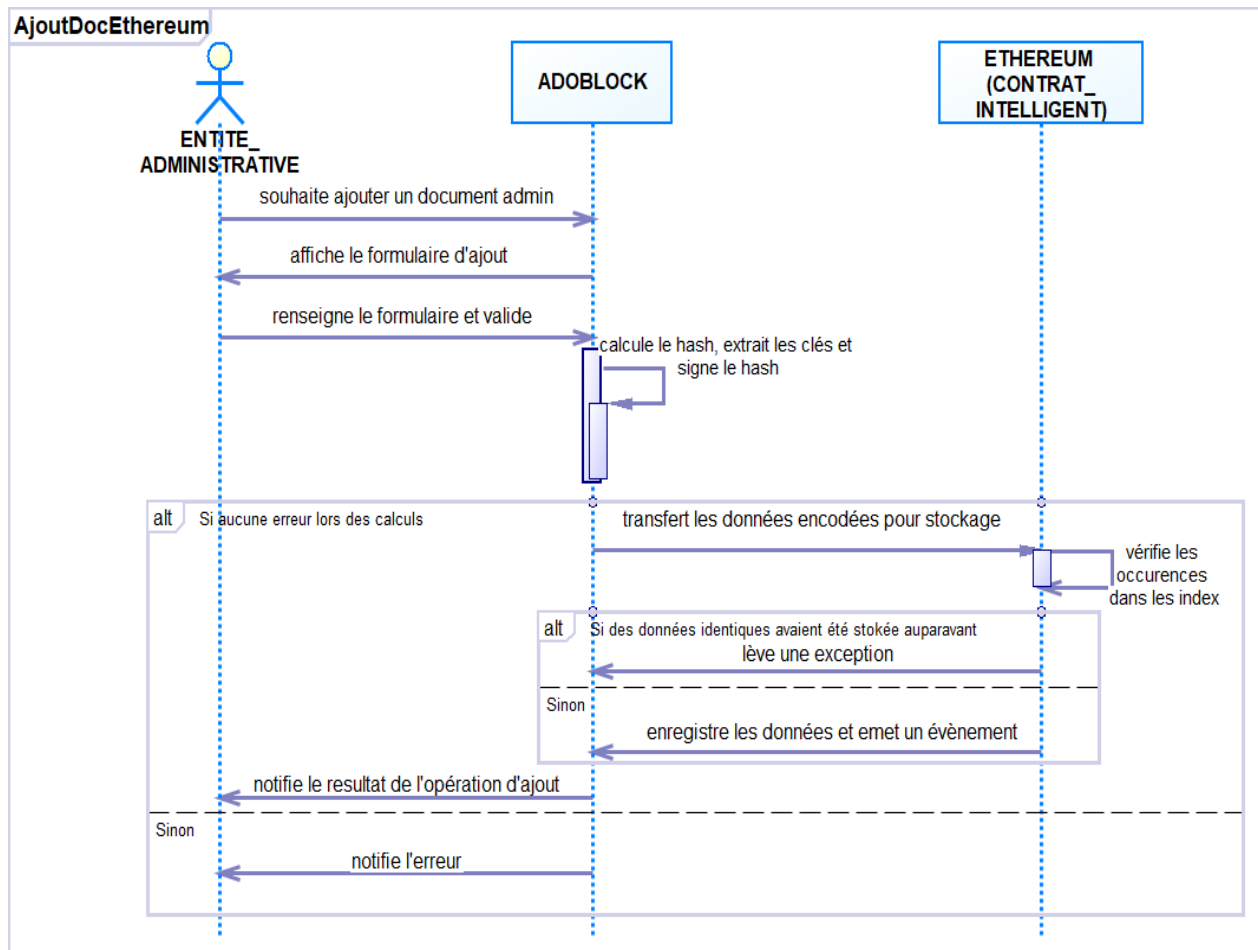 AjoutDocEthereum
ENTITE_
ADMINISTRATIVE
ADOBLOCK
ETHEREUM
(CONTRAT_
INTELLIGENT)
souhaite ajouter un document admin
affiche le formulaire d'ajout
renseigne le formulaire et valide
calcule le hash, extrait les clés et
signe le hash
alt
Si aucune erreur lors des calculs
transfert les données encodées pour stockage
vérifie les
occurences
dans les index
alt
Si des données identiques avaient été stokée auparavant
lève une exception
Sinon
enregistre les données et emet un évènement
notifie le resultat de l'opération d'ajout
Sinon
notifie l'erreur